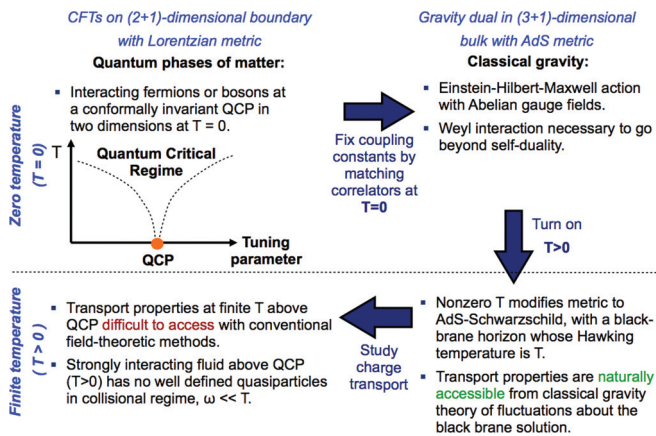 CFTs on (2+1)-dimensional boundary
with Lorentzian metric
Quantum phases of matter:
▪ Interacting fermions or bosons at
a conformally invariant QCP in
two dimensions at T = 0.
T
Quantum Critical
Regime
QCP
Tuning
parameter
Zero temperature
(T = 0)
Fix coupling
constants by
matching
correlators at
T=0
Gravity dual in (3+1)-dimensional
bulk with AdS metric
Classical gravity:
▪ Einstein-Hilbert-Maxwell action
with Abelian gauge fields.
▪ Weyl interaction necessary to go
beyond self-duality.
Turn on
T>0
Finite temperature
( T > 0 )
▪ Transport properties at finite T above
QCP difficult to access with conventional
field-theoretic methods.
▪ Strongly interacting fluid above QCP
(T>0) has no well defined quasiparticles
in collisional regime, ω << T.
Study
charge
transport
▪ Nonzero T modifies metric to
AdS-Schwarzschild, with a black-
brane horizon whose Hawking
temperature is T.
▪ Transport properties are naturally
accessible from classical gravity
theory of fluctuations about the
black brane solution.